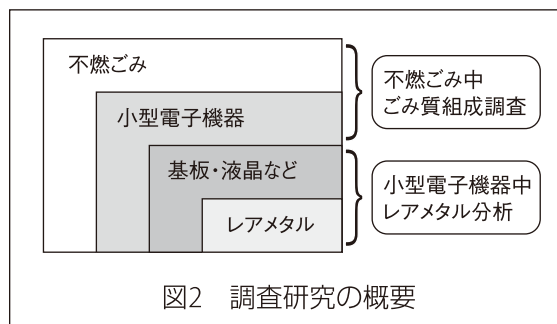 不燃ごみ
小型電子機器
基板・液晶など
レアメタル
不燃ごみ中
ごみ質組成調査
小型電子機器中
レアメタル分析
図2 調査研究の概要